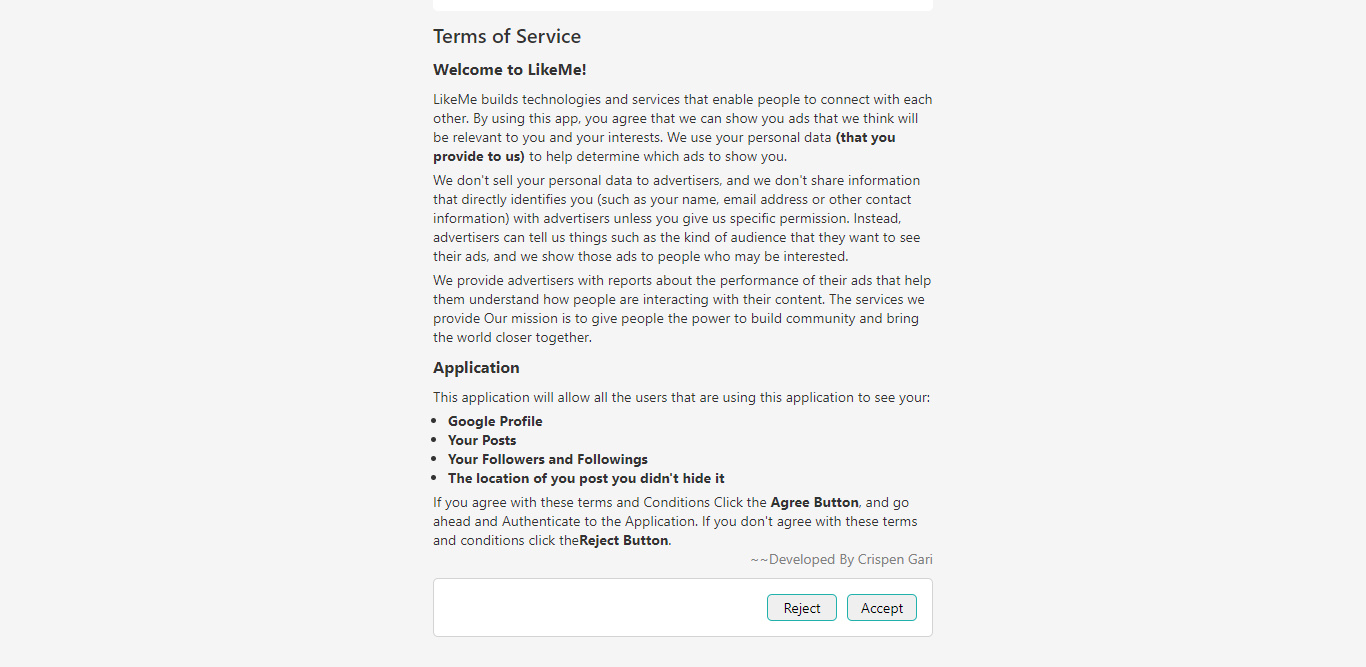 Terms of Service
Welcome to LikeMe!
LikeMe builds technologies and services that enable people to connect with each
other. By using this app, you agree that we can show you ads that we think will
be relevant to you and your interests. We use your personal data (that you
provide to us) to help determine which ads to show you.
We don't sell your personal data to advertisers, and we don't share information
that directly identifies you (such as your name, email address or other contact
information) with advertisers unless you give us specific permission. Instead,
advertisers can tell us things such as the kind of audience that they want to see
their ads, and we show those ads to people who may be interested.
We provide advertisers with reports about the performance of their ads that help
them understand how people are interacting with their content. The services we
provide Our mission is to give people the power to build community and bring
the world closer together.
Application
This application will allow all the users that are using this application to see your:
• Google Profile
• Your Posts
• Your Followers and Followings
• The location of you post you didn't hide it
If you agree with these terms and Conditions Click the Agree Button, and go
ahead and Authenticate to the Application. If you don't agree with these terms
and conditions click theReject Button.
~~Developed By Crispen Gari
Reject Accept